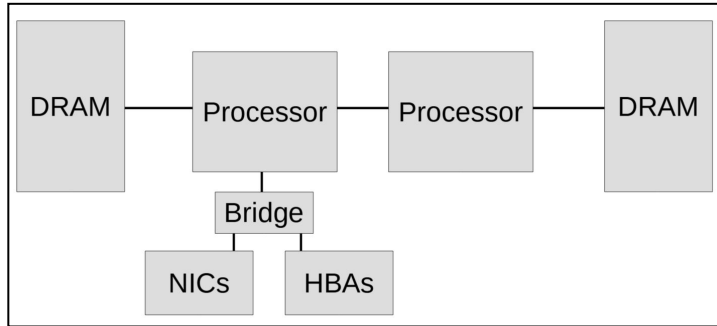 DRAM
Processor
Processor
DRAM
Bridge
NICs
HBAs